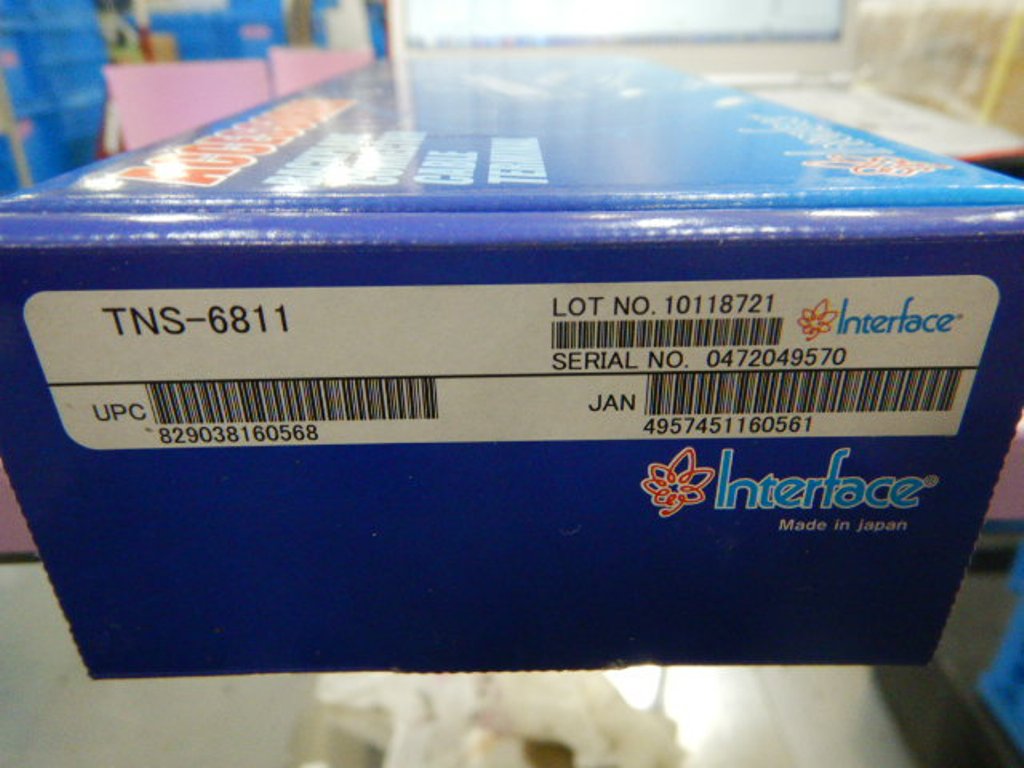 TNS-6811
LOT NO. 10118721
Interface®
SERIAL NO. 0472049570
UPC
829038160568
JAN
4957451160561
Interface®
Made in japan